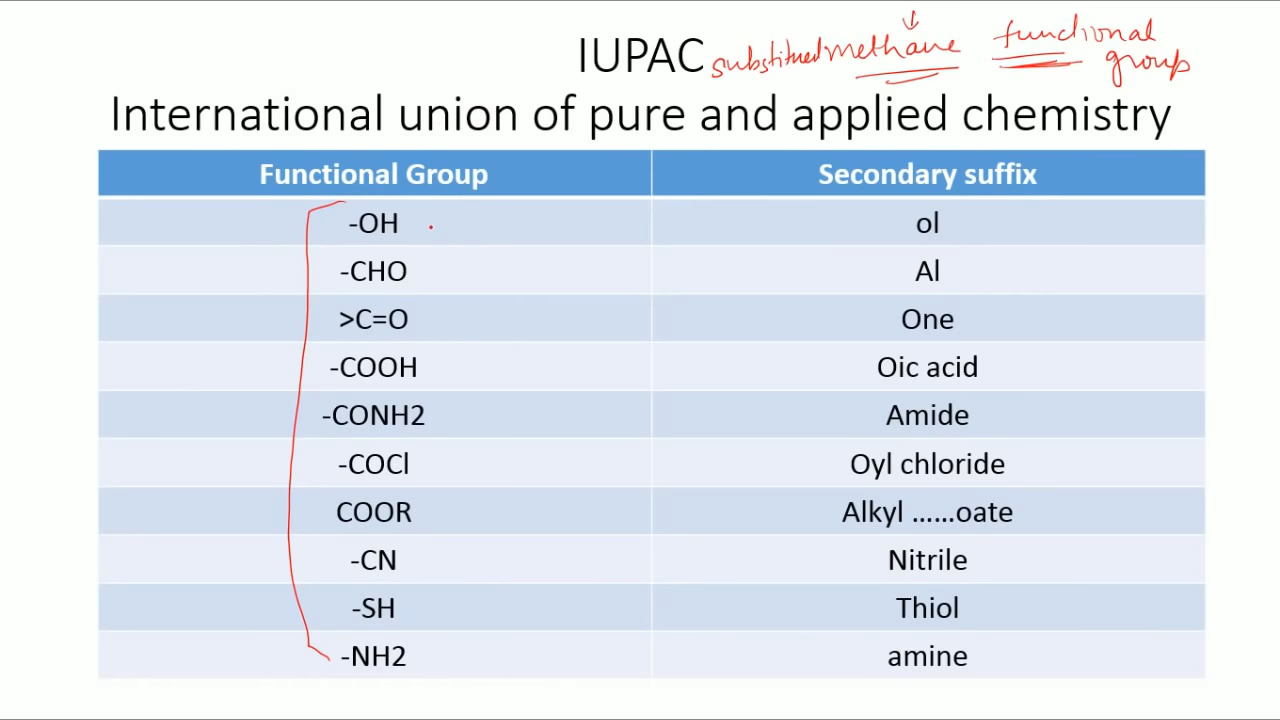 IUPAC substitued methane functional group
International union of pure and applied chemistry
Functional Group Secondary suffix
-OH ol
-CHO Al
>C=O One
-COOH Oic acid
-CONH2 Amide
-COCl Oyl chloride
COOR Alkyl ......oate
-CN Nitrile
-SH Thiol
-NH2 amine